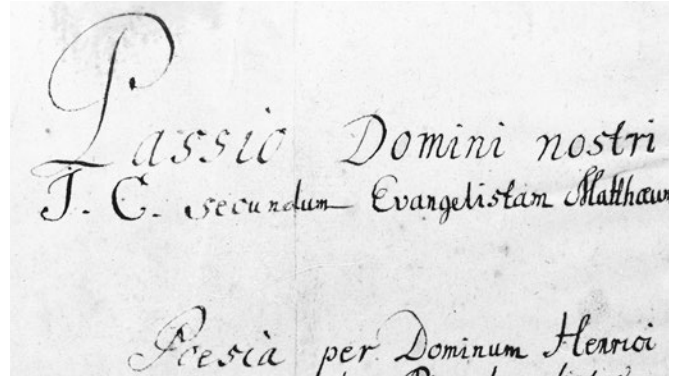 Passio Domini nostri
J. C. secundum Evangelistam Matthæum
Poesia per Dominum Henrici